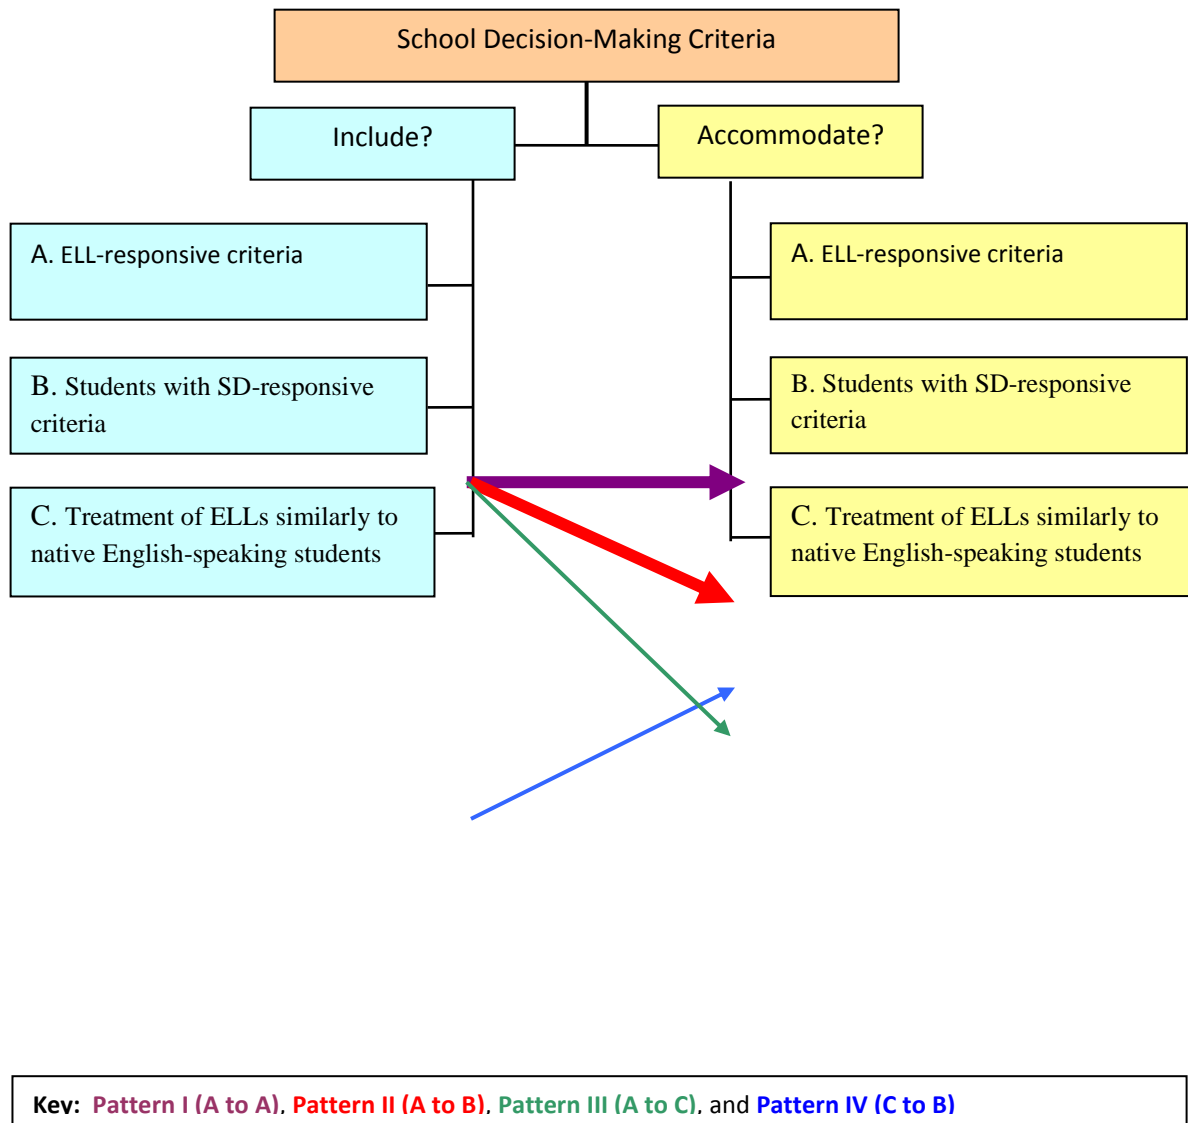 School Decision-Making Criteria
Include?
Accommodate?
A. ELL-responsive criteria
B. Students with SD-responsive
criteria
C. Treatment of ELLs similarly to
native English-speaking students
A. ELL-responsive criteria
B. Students with SD-responsive
criteria
C. Treatment of ELLs similarly to
native English-speaking students
Key: Pattern I (A to A), Pattern II (A to B), Pattern III (A to C), and Pattern IV (C to B)